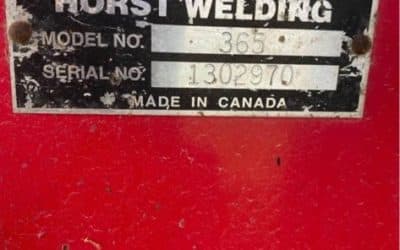 HORST WELDING
MODEL NO. 365
SERIAL NO. 1302970
MADE IN CANADA